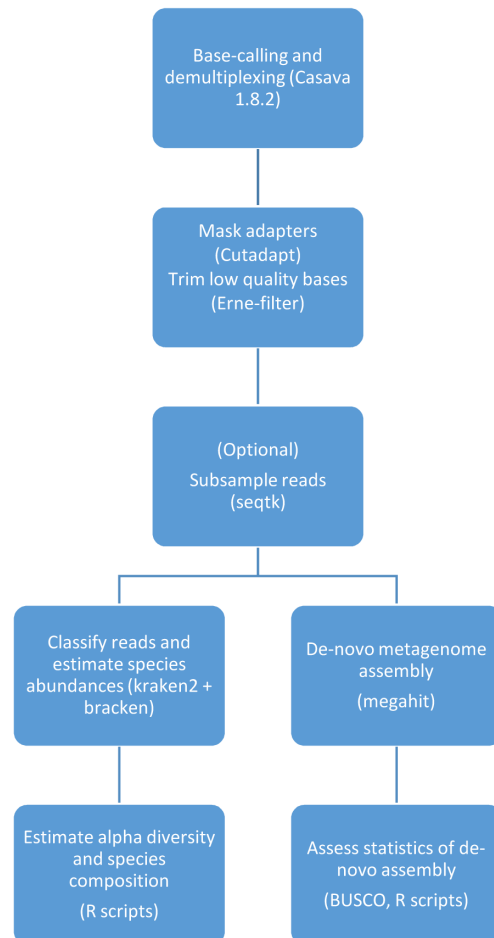 Base-calling and
demultiplexing (Casava
1.8.2)
Mask adapters
(Cutadapt)
Trim low quality bases
(Erne-filter)
(Optional)
Subsample reads
(seqtk)
Classify reads and
estimate species
abundances (kraken2 +
bracken)
De-novo metagenome
assembly
(megahit)
Estimate alpha diversity
and species
composition
(R scripts)
Assess statistics of de-
novo assembly
(BUSCO, R scripts)